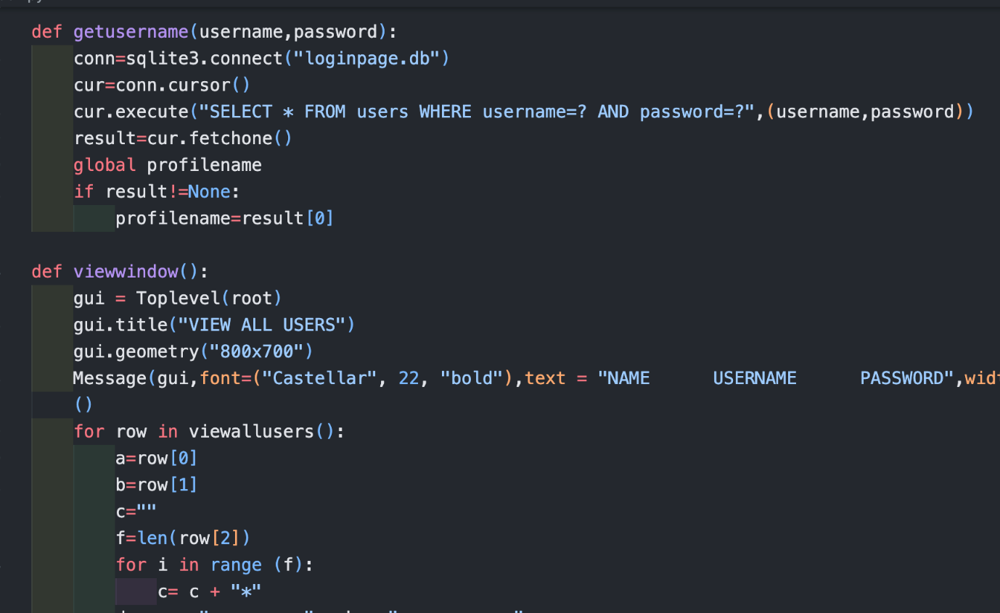 def getusername(username,password):
conn=sqlite3.connect("loginpage.db")
cur=conn.cursor()
cur.execute("SELECT * FROM users WHERE username=? AND password=?",(username,password))
result=cur.fetchone()
global profilename
if result!=None:
profilename=result[0]
def viewwindow():
gui = Toplevel(root)
gui.title("VIEW ALL USERS")
gui.geometry("800x700")
Message(gui,font=("Castellar", 22, "bold"),text = "NAME      USERNAME      PASSWORD",
()
for row in viewallusers():
a=row[0]
b=row[1]
c=""
f=len(row[2])
for i in range (f):
c= c + "*"